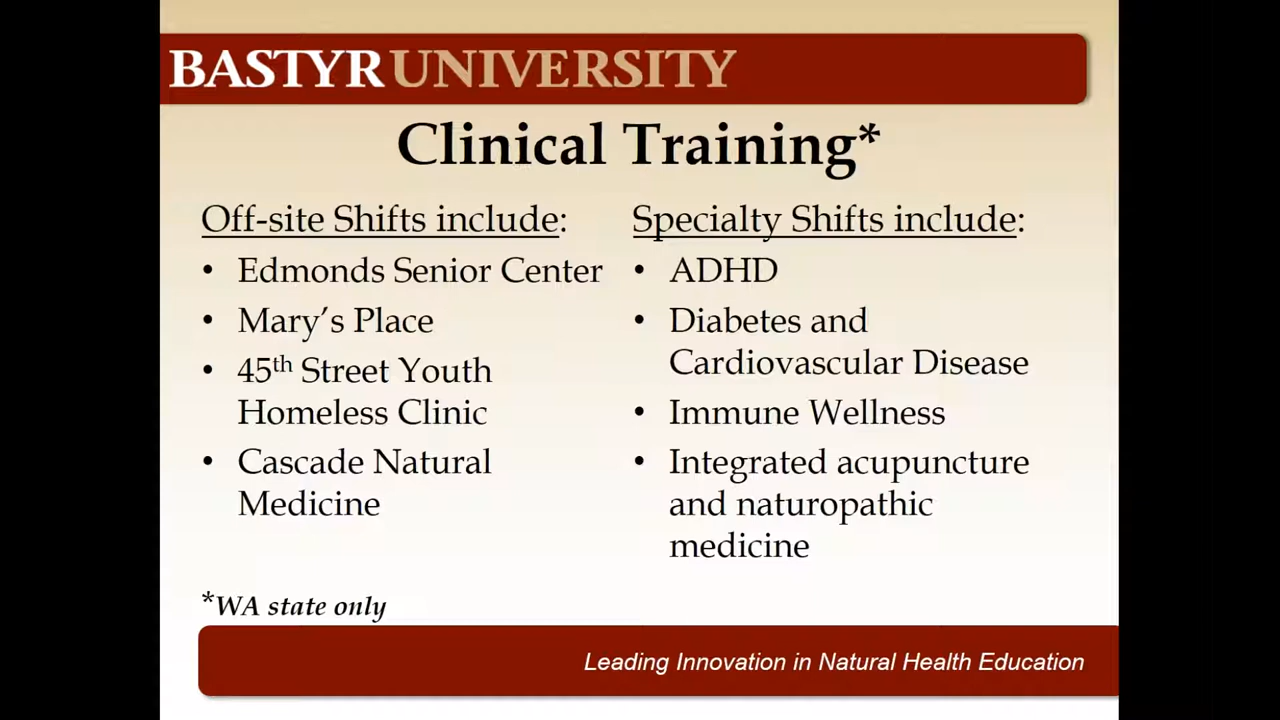 BASTYR UNIVERSITY
Clinical Training*
Off-site Shifts include:
• Edmonds Senior Center
• Mary’s Place
• 45th Street Youth
Homeless Clinic
• Cascade Natural
Medicine
Specialty Shifts include:
• ADHD
• Diabetes and
Cardiovascular Disease
• Immune Wellness
• Integrated acupuncture
and naturopathic
medicine
*WA state only
Leading Innovation in Natural Health Education